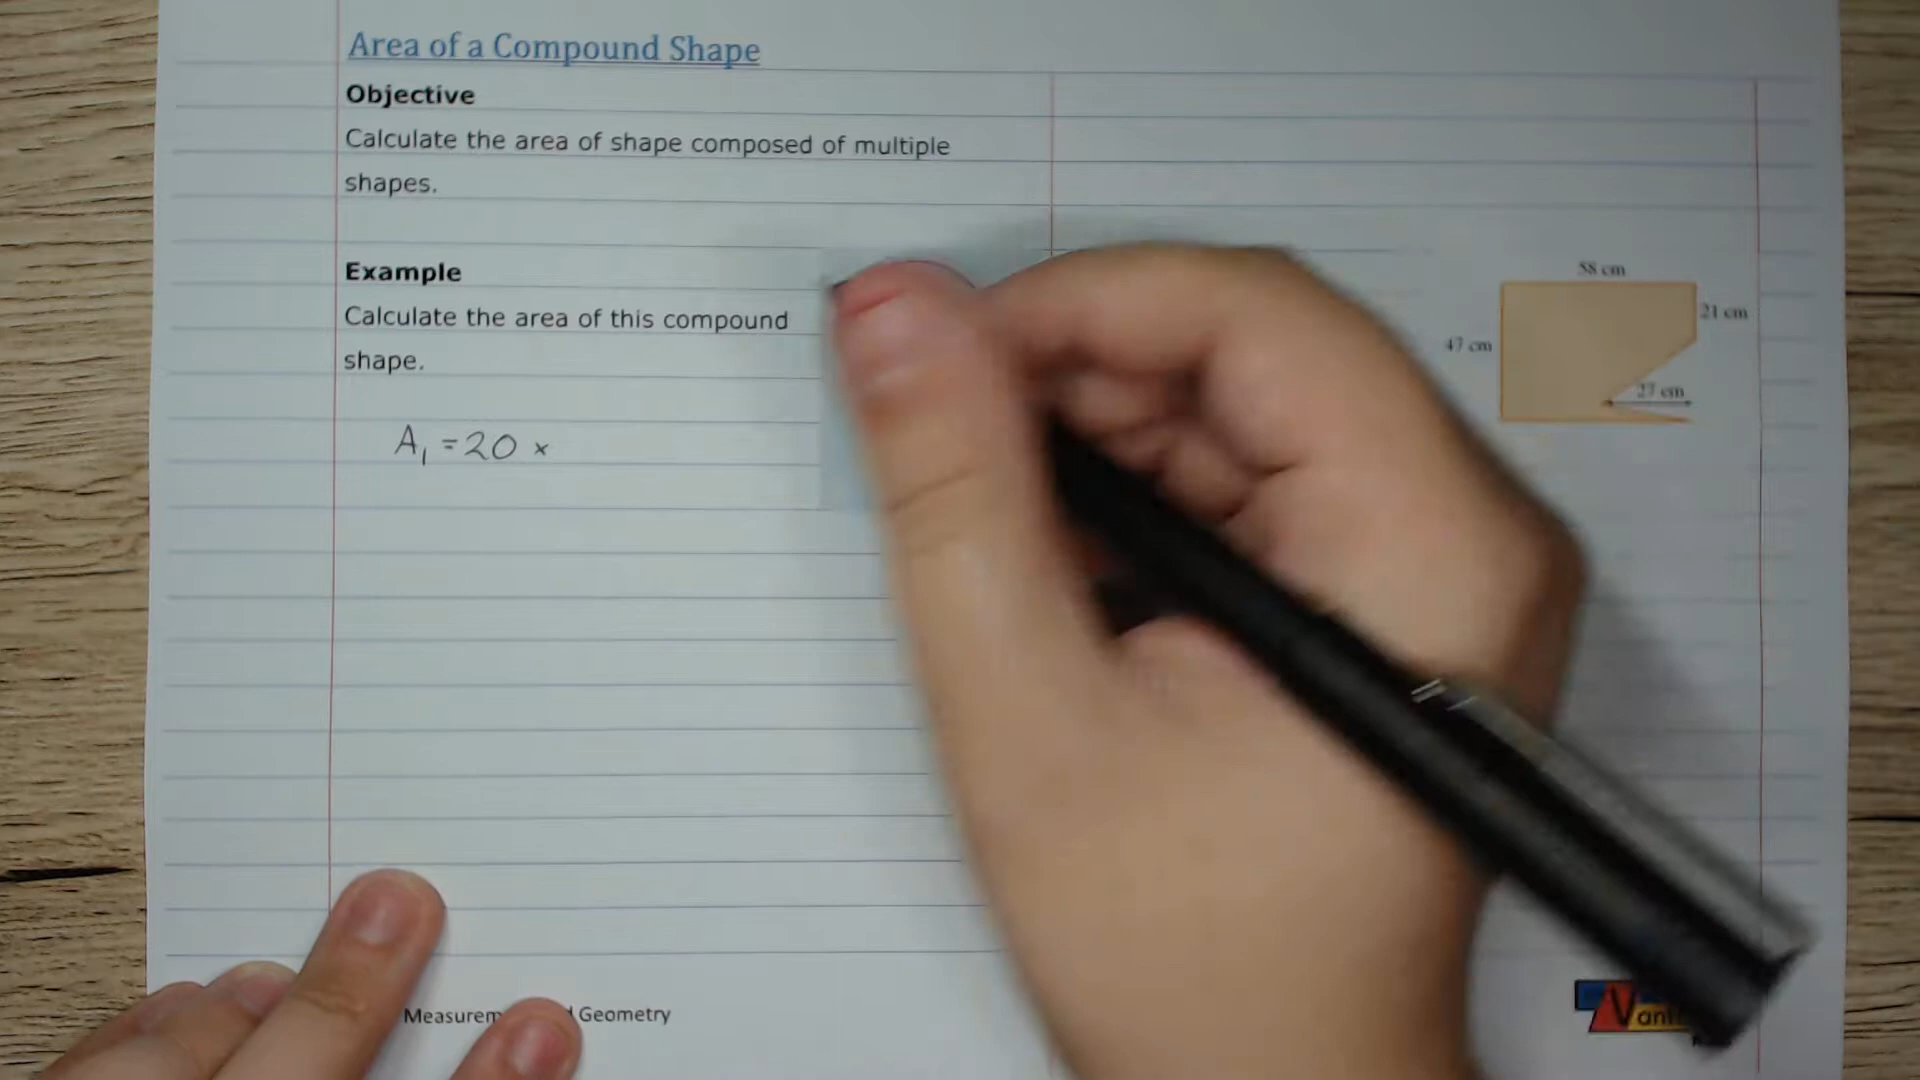 Area of a Compound Shape
Objective
Calculate the area of shape composed of multiple
shapes.
Example
Calculate the area of this compound
shape.
A₁ = 20 ×
58 cm
21 cm
47 cm
27 cm
Geometry